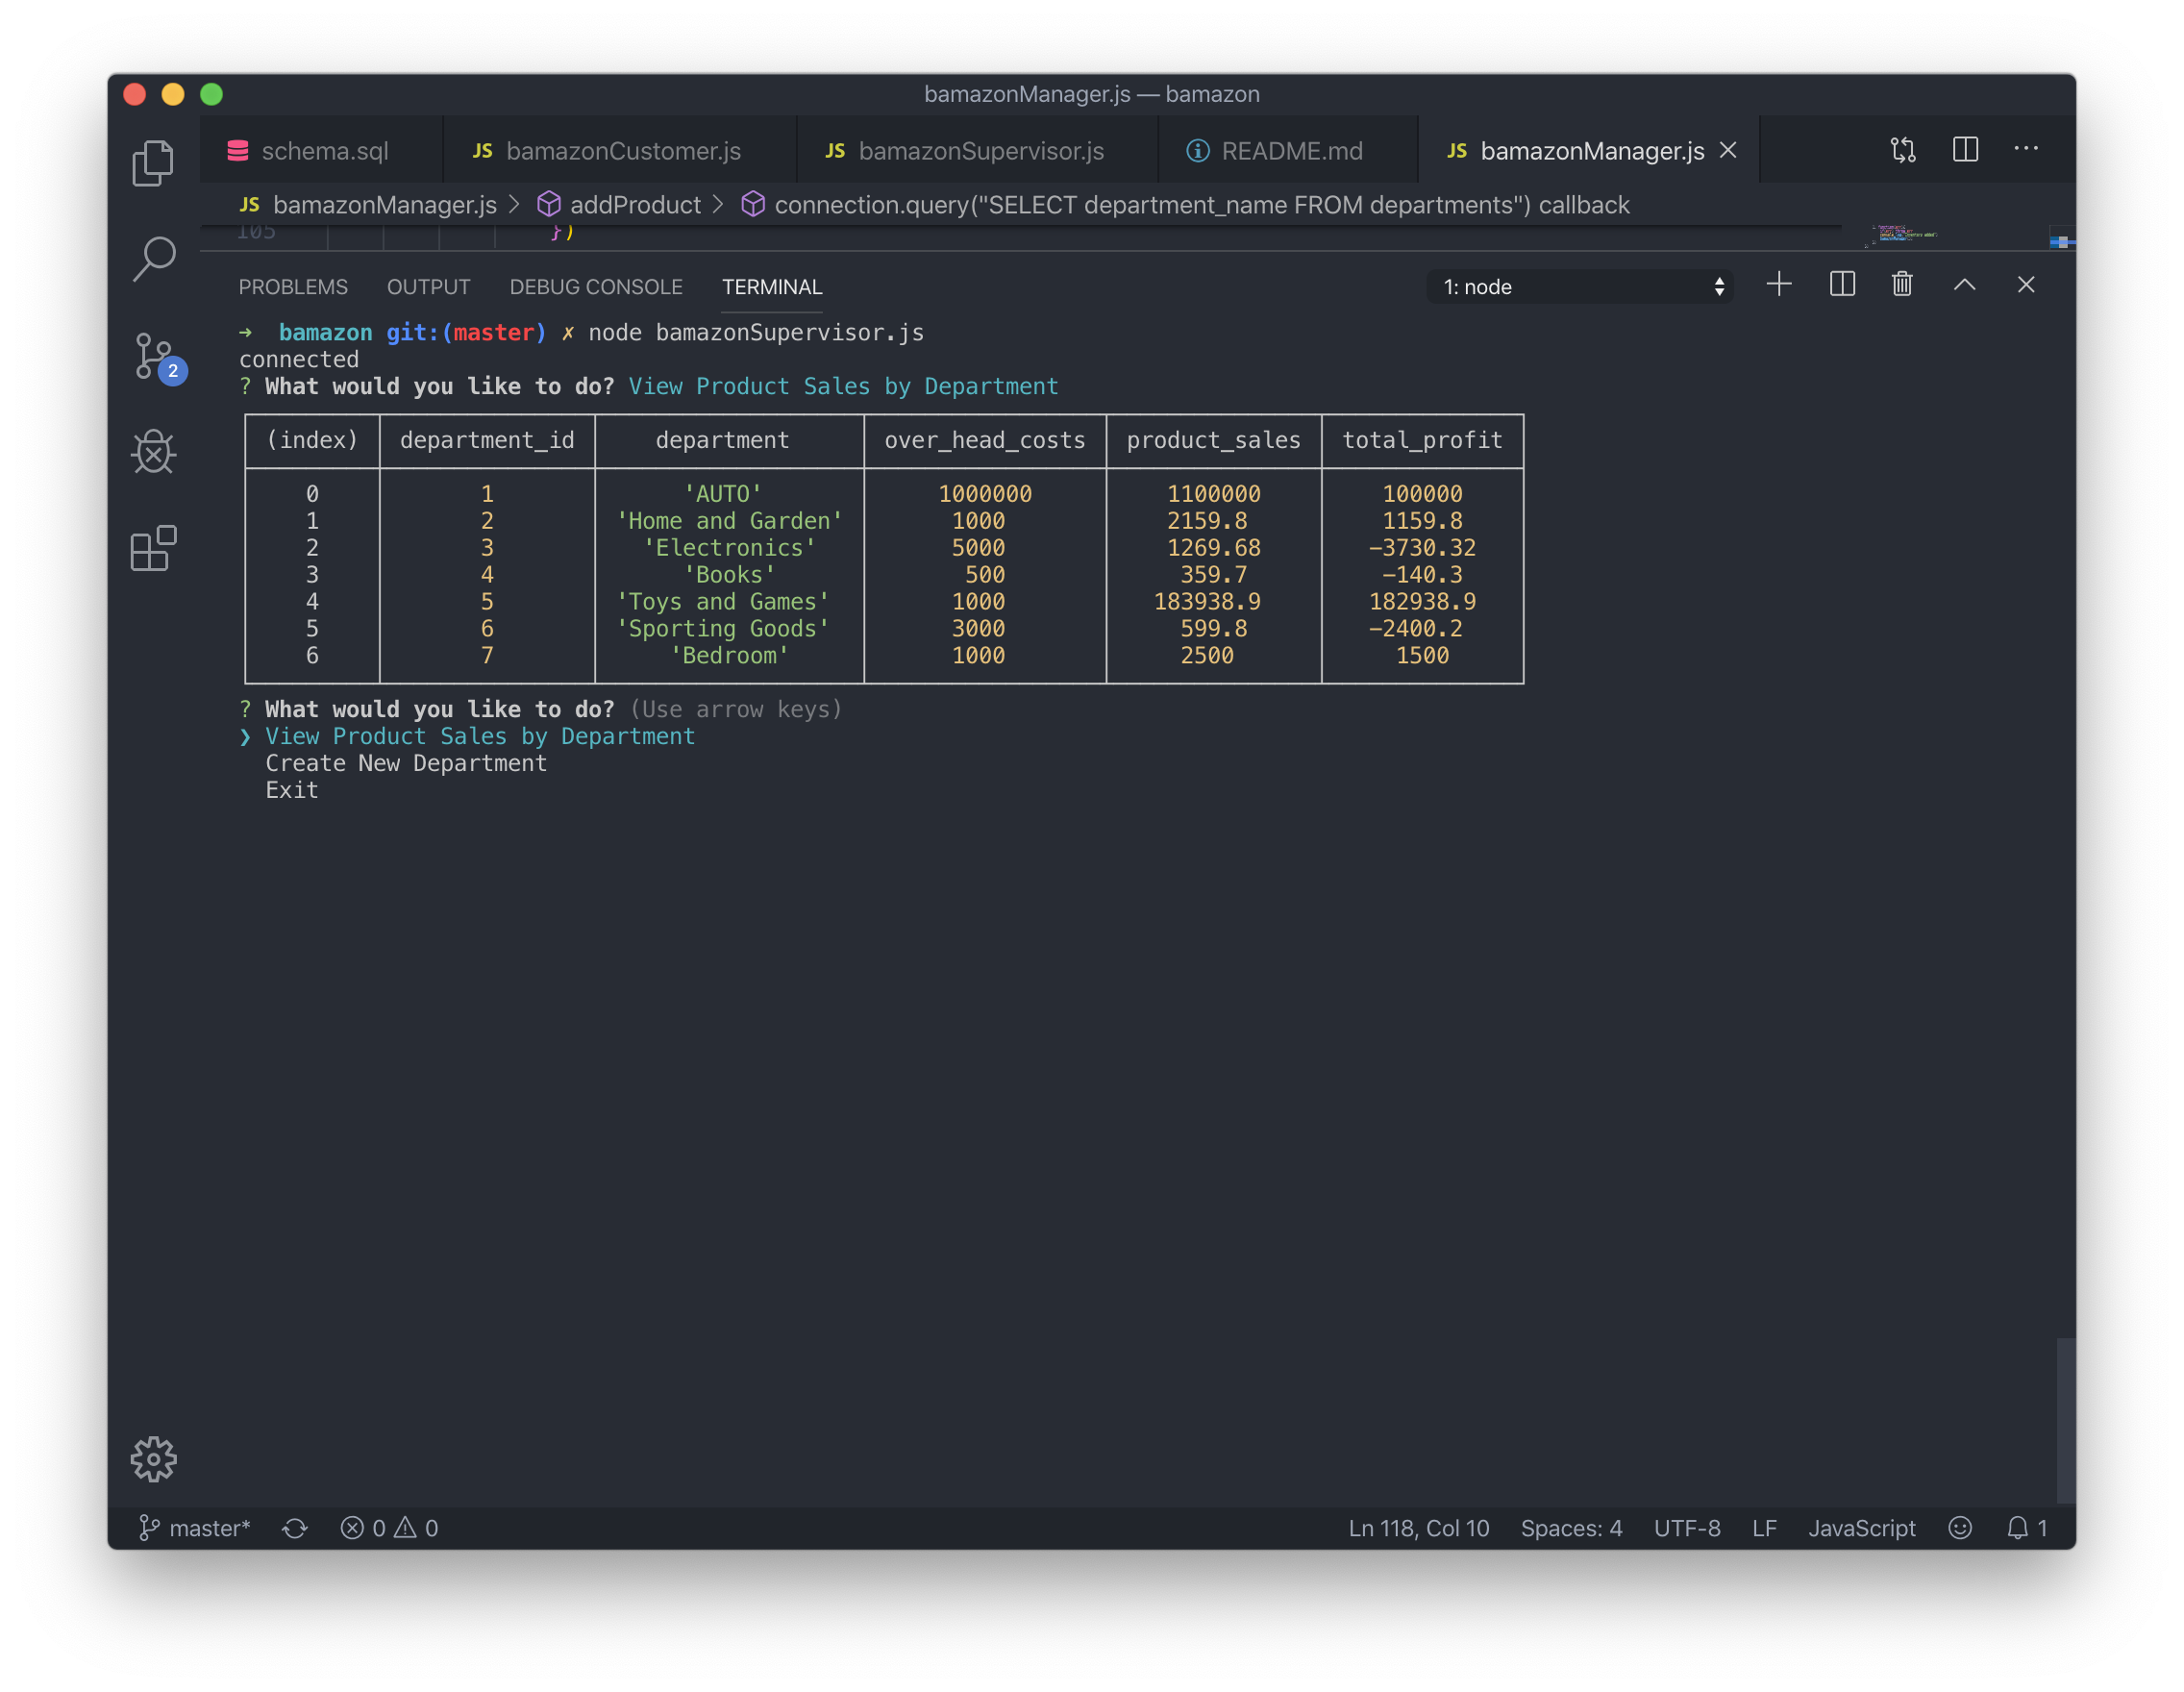 bamazonManager.js — bamazon
schema.sql JS bamazonCustomer.js JS bamazonSupervisor.js README.md JS bamazonManager.js
JS bamazonManager.js > addProduct > connection.query("SELECT department_name FROM departments") callback
105 })
PROBLEMS OUTPUT DEBUG CONSOLE TERMINAL 1: node
→ bamazon git:(master) ✗ node bamazonSupervisor.js
connected
? What would you like to do? View Product Sales by Department
(index) department_id department over_head_costs product_sales total_profit
0 1 'AUTO' 1000000 1100000 100000
1 2 'Home and Garden' 1000 2159.8 1159.8
2 3 'Electronics' 5000 1269.68 -3730.32
3 4 'Books' 500 359.7 -140.3
4 5 'Toys and Games' 1000 183938.9 182938.9
5 6 'Sporting Goods' 3000 599.8 -2400.2
6 7 'Bedroom' 1000 2500 1500
? What would you like to do? (Use arrow keys)
❯ View Product Sales by Department
Create New Department
Exit
2
master* 0 0 Ln 118, Col 10 Spaces: 4 UTF-8 LF JavaScript 1